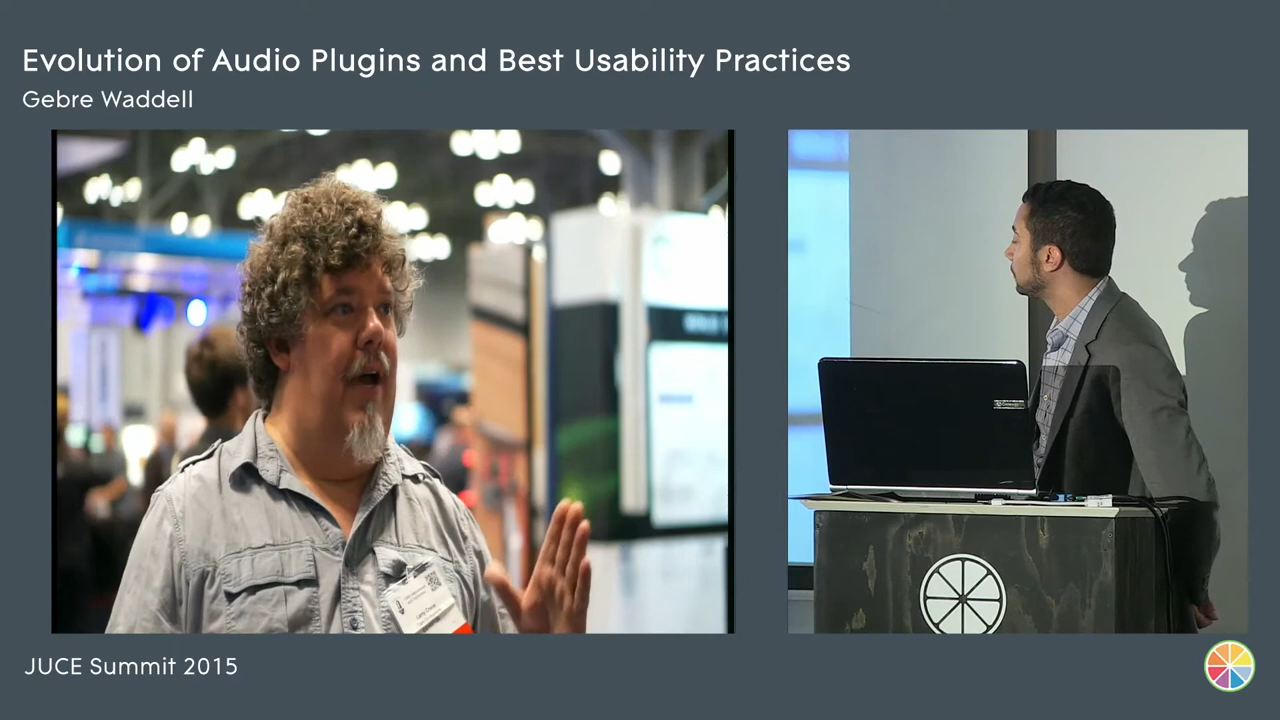 Evolution of Audio Plugins and Best Usability Practices
Gebre Waddell
JUCE Summit 2015